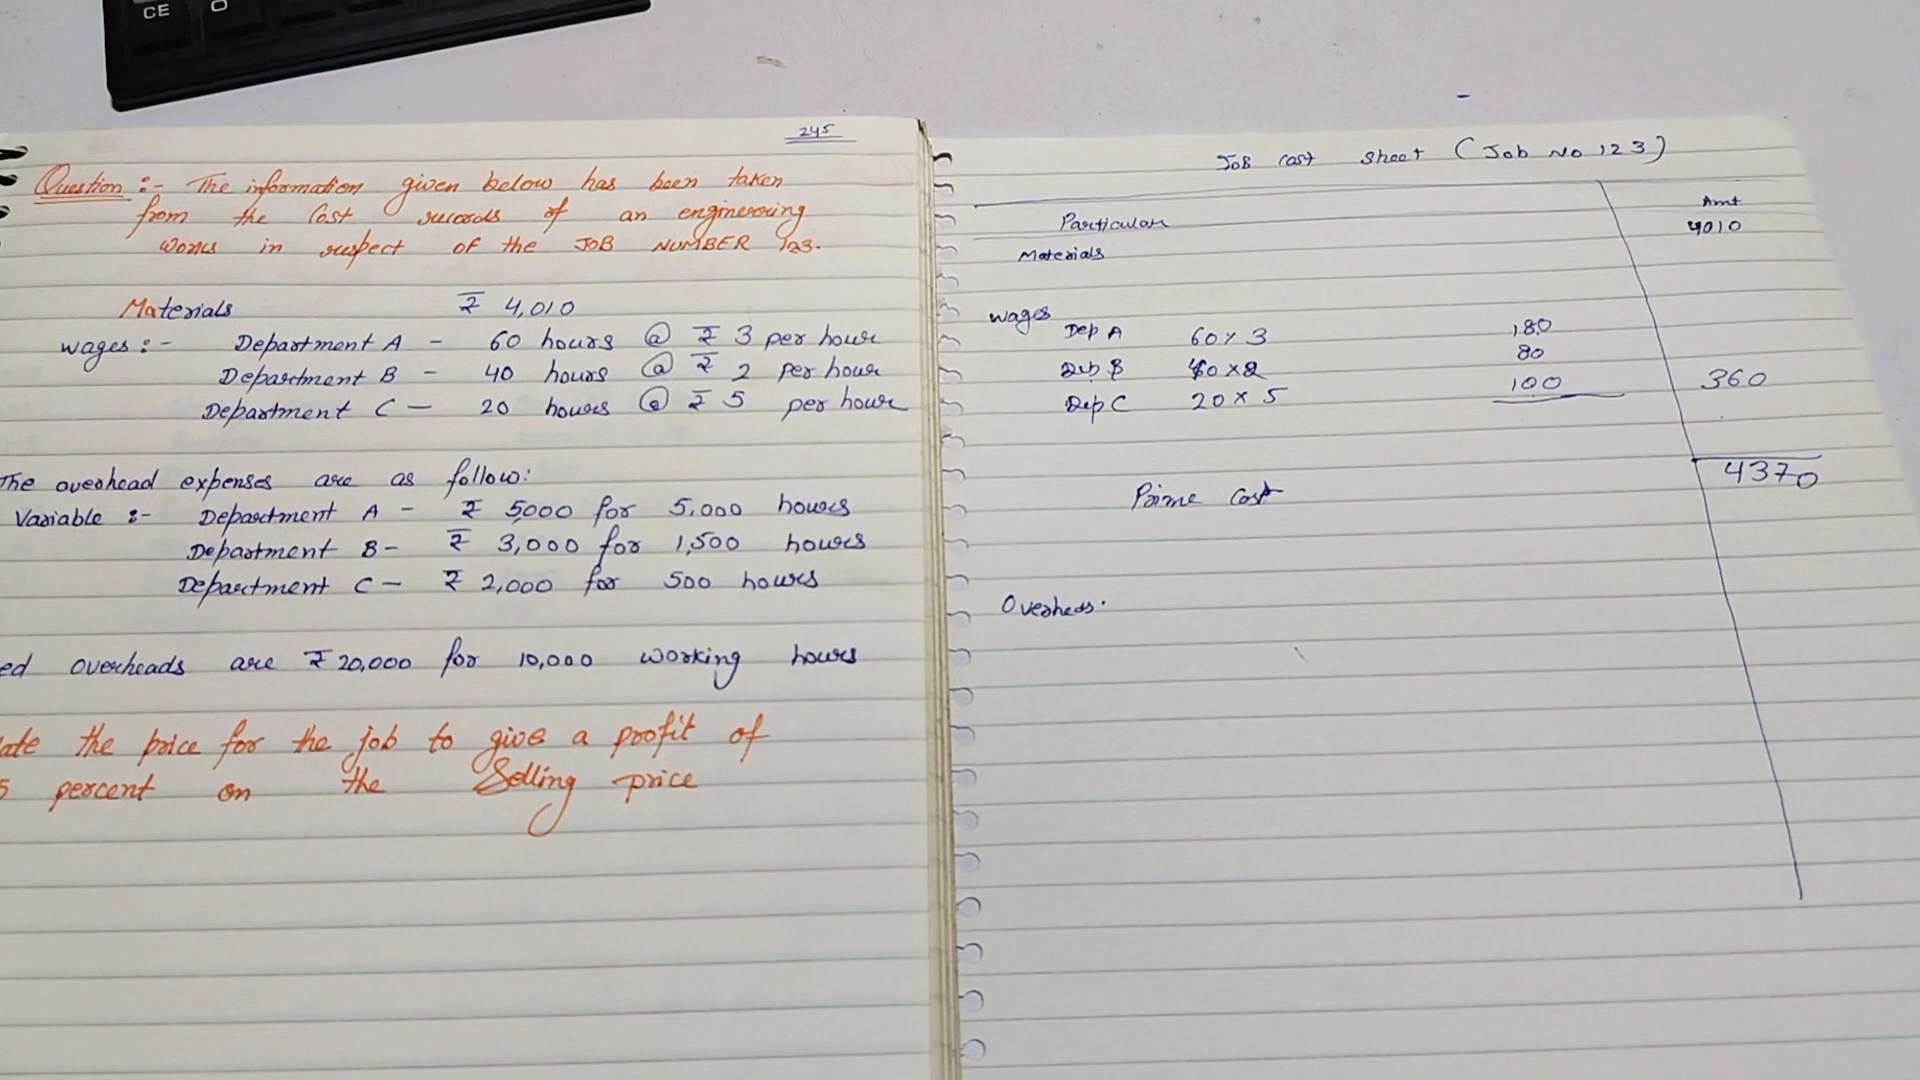 CE
245
Question :- The information given below has been taken
from the Cost records of an engineering
works in respect of the JOB NUMBER 123.
Materials ₹ 4,010
wages :- Department A - 60 hours @ ₹ 3 per hour
Department B - 40 hours @ ₹ 2 per hour
Department C - 20 hours @ ₹ 5 per hour
The overhead expenses are as follow:
Variable :- Department A - ₹ 5000 for 5,000 hours
Department B - ₹ 3,000 for 1,500 hours
Department C - ₹ 2,000 for 500 hours
ed overheads are ₹ 20,000 for 10,000 working hours
late the price for the job to give a profit of
5 percent on the Selling price
JOB Cost Sheet (Job No 123)
Particular Amt
Materials 4010
wages
Dep A 60 x 3 180
Dep B 40 x 2 80
Dep C 20 x 5 100 360
Prime Cost 4370
Overheds.